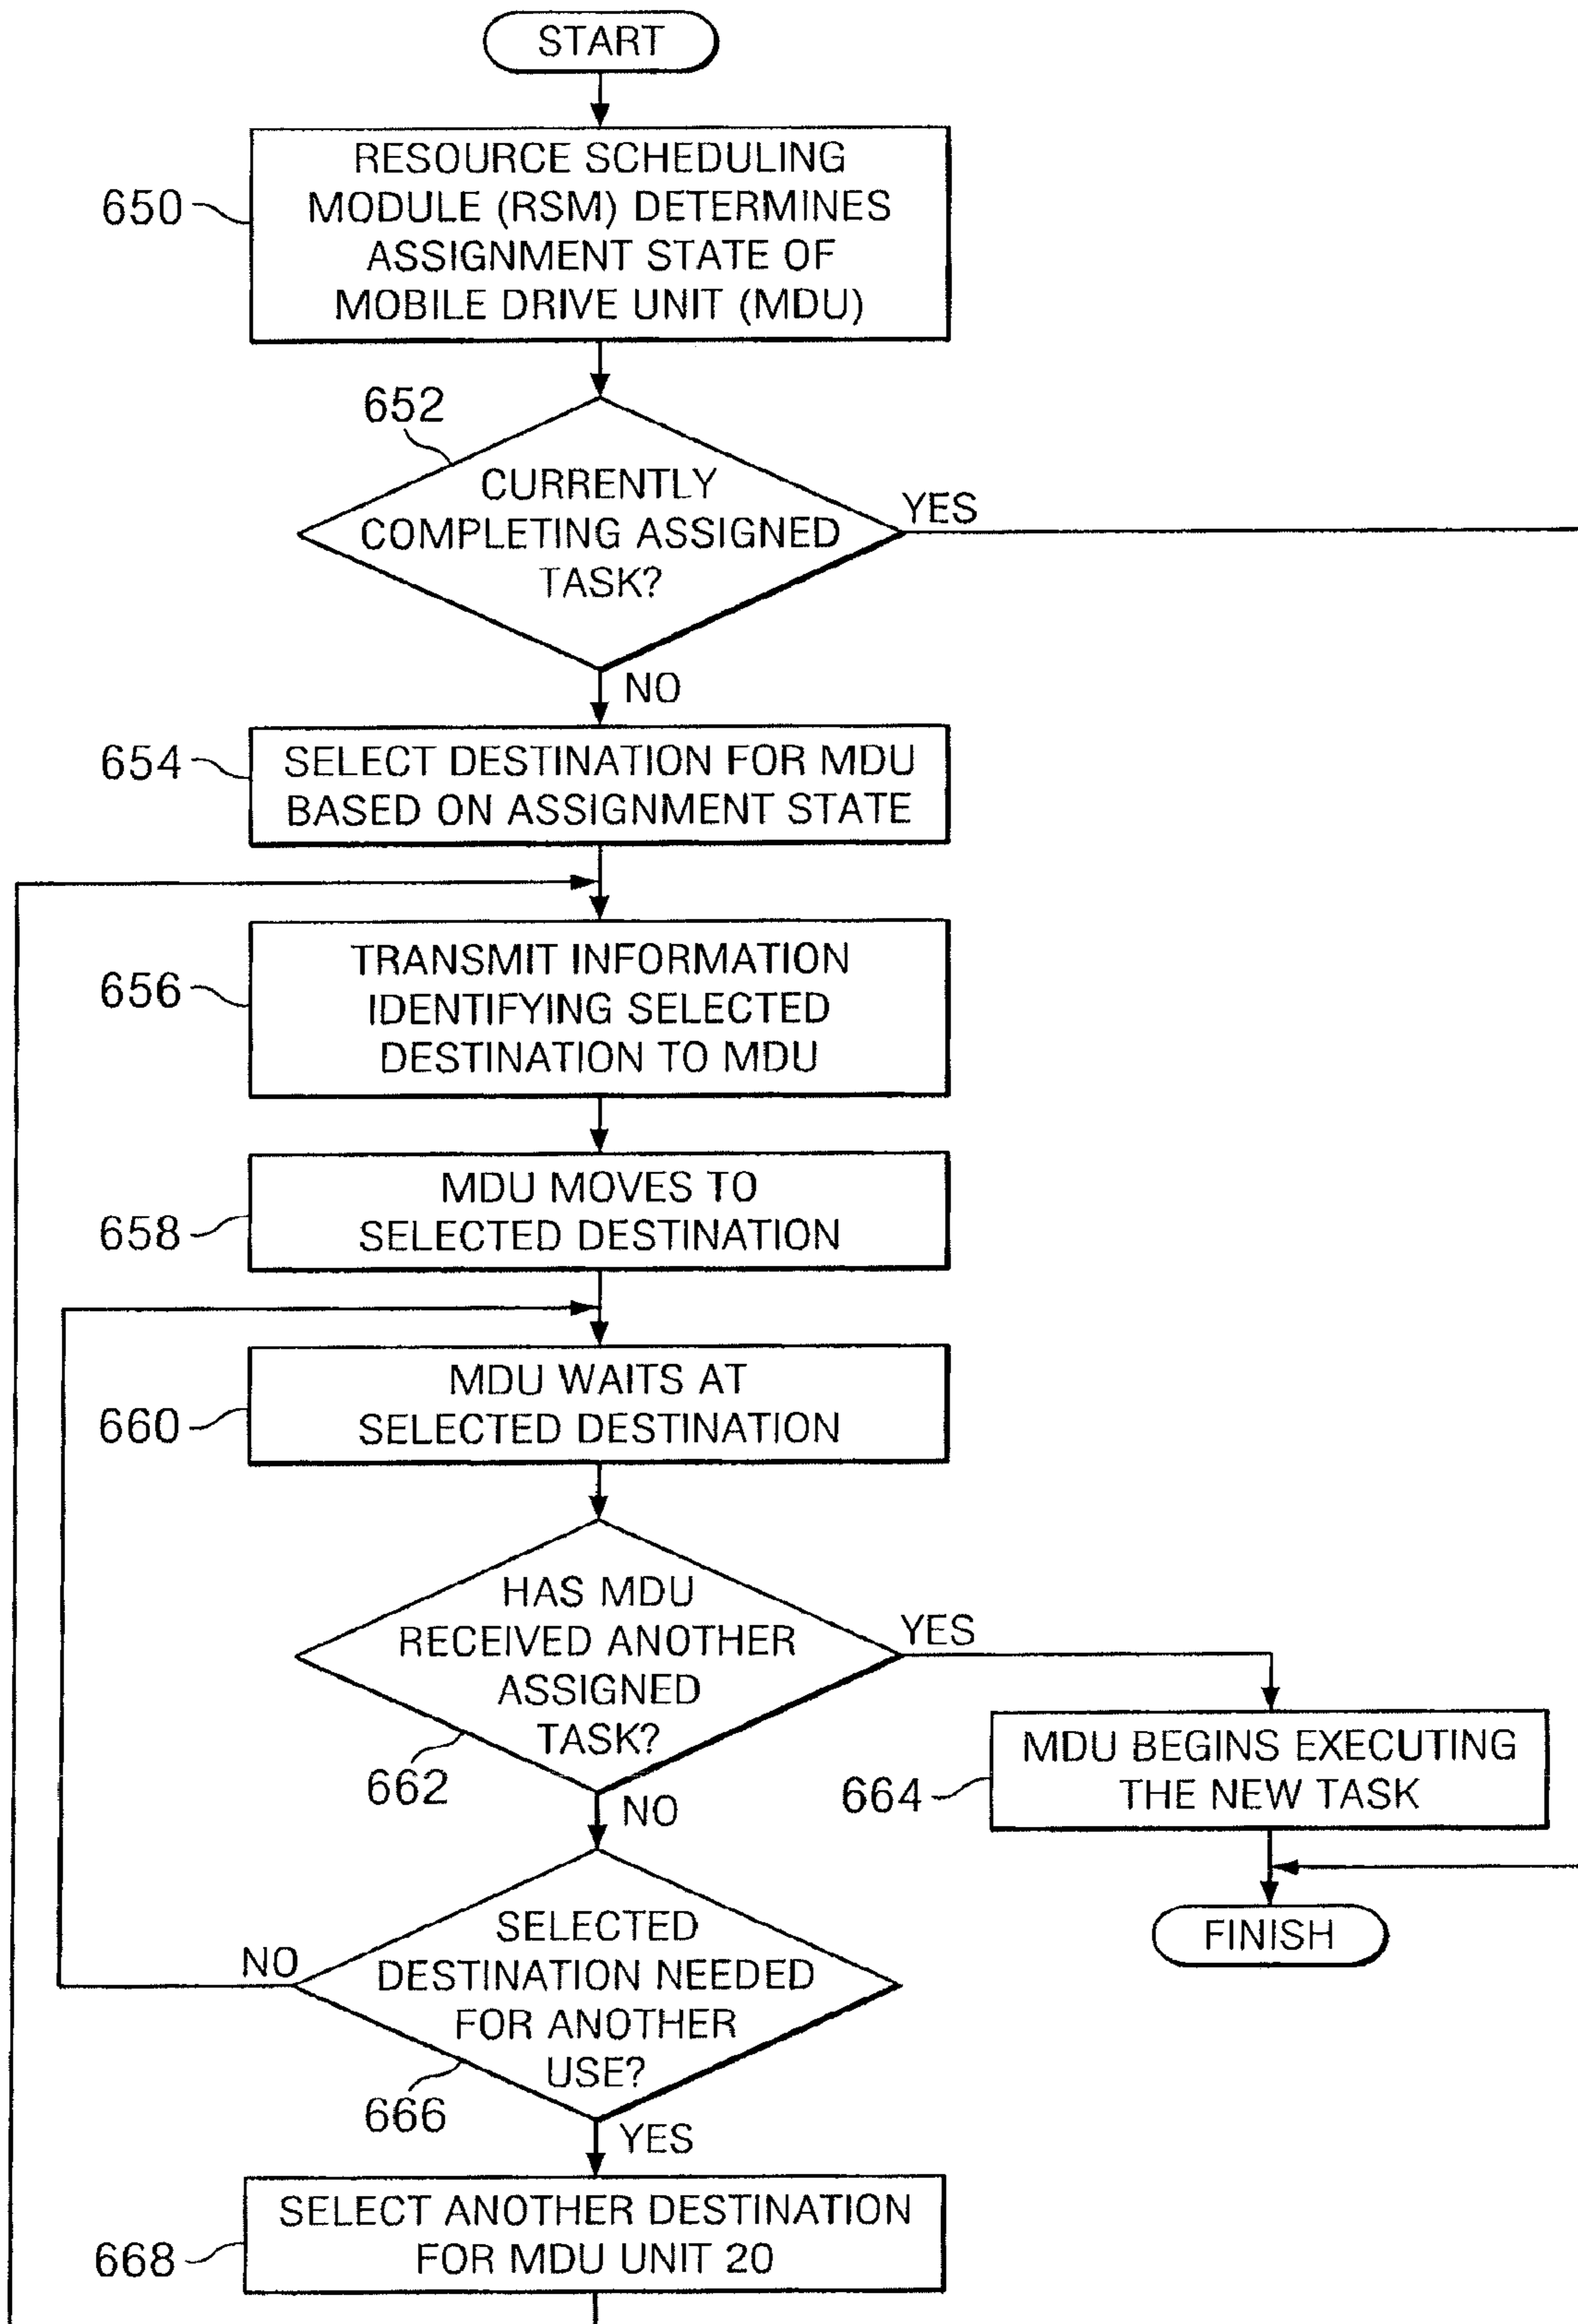 START
RESOURCE SCHEDULING
MODULE (RSM) DETERMINES
ASSIGNMENT STATE OF
MOBILE DRIVE UNIT (MDU)
650
652
CURRENTLY
COMPLETING ASSIGNED
TASK?
YES
NO
654
SELECT DESTINATION FOR MDU
BASED ON ASSIGNMENT STATE
656
TRANSMIT INFORMATION
IDENTIFYING SELECTED
DESTINATION TO MDU
658
MDU MOVES TO
SELECTED DESTINATION
660
MDU WAITS AT
SELECTED DESTINATION
HAS MDU
RECEIVED ANOTHER
ASSIGNED
TASK?
YES
662
NO
664
MDU BEGINS EXECUTING
THE NEW TASK
FINISH
SELECTED
DESTINATION NEEDED
FOR ANOTHER
USE?
NO
666
YES
668
SELECT ANOTHER DESTINATION
FOR MDU UNIT 20